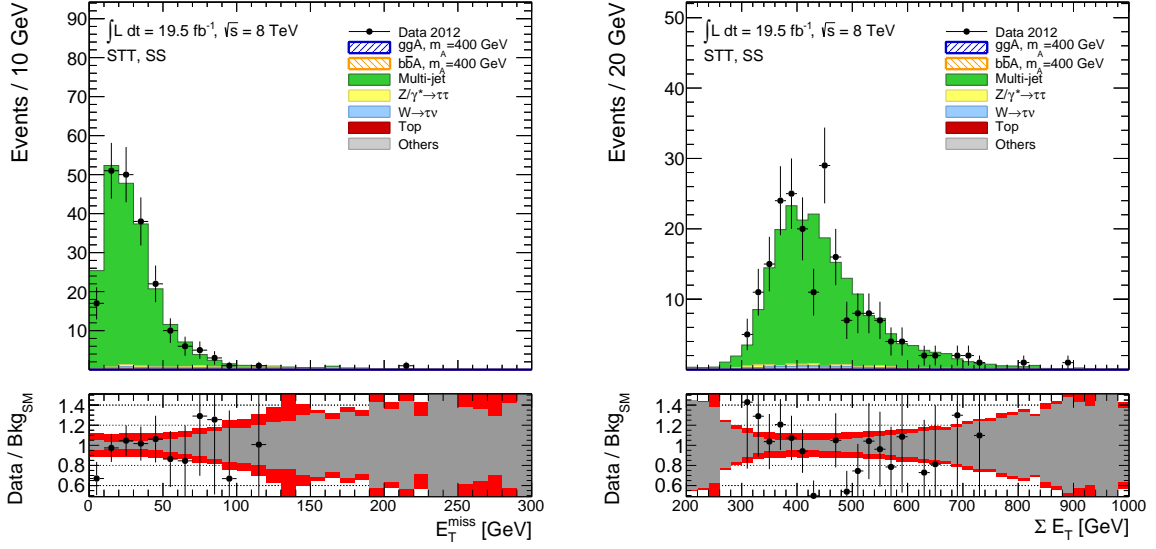 Events / 10 GeV
90
80
70
60
50
40
30
20
10
∫L dt = 19.5 fb⁻¹, √s = 8 TeV
STT, SS
Data 2012
ggA, m_A=400 GeV
bb̄A, m_A=400 GeV
Multi-jet
Z/γ*→ττ
W→τν
Top
Others
Data / Bkg_SM
1.4
1.2
1
0.8
0.6
0 50 100 150 200 250 300
E_T^miss [GeV]
Events / 20 GeV
50
40
30
20
10
∫L dt = 19.5 fb⁻¹, √s = 8 TeV
STT, SS
Data 2012
ggA, m_A=400 GeV
bb̄A, m_A=400 GeV
Multi-jet
Z/γ*→ττ
W→τν
Top
Others
Data / Bkg_SM
1.4
1.2
1
0.8
0.6
200 300 400 500 600 700 800 900 1000
Σ E_T [GeV]